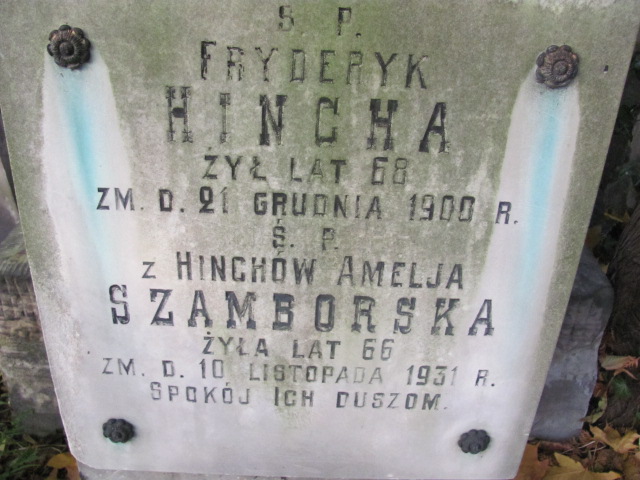 Ś P.
FRYDERYK
HINCHA
ŻYŁ LAT 68
ZM. D. 21 GRUDNIA 1900 R.
Ś. P.
Z HINCHÓW AMELJA
SZAMBORSKA
ŻYŁA LAT 66
ZM. D. 10 LISTOPADA 1931 R.
SPOKÓJ ICH DUSZOM.